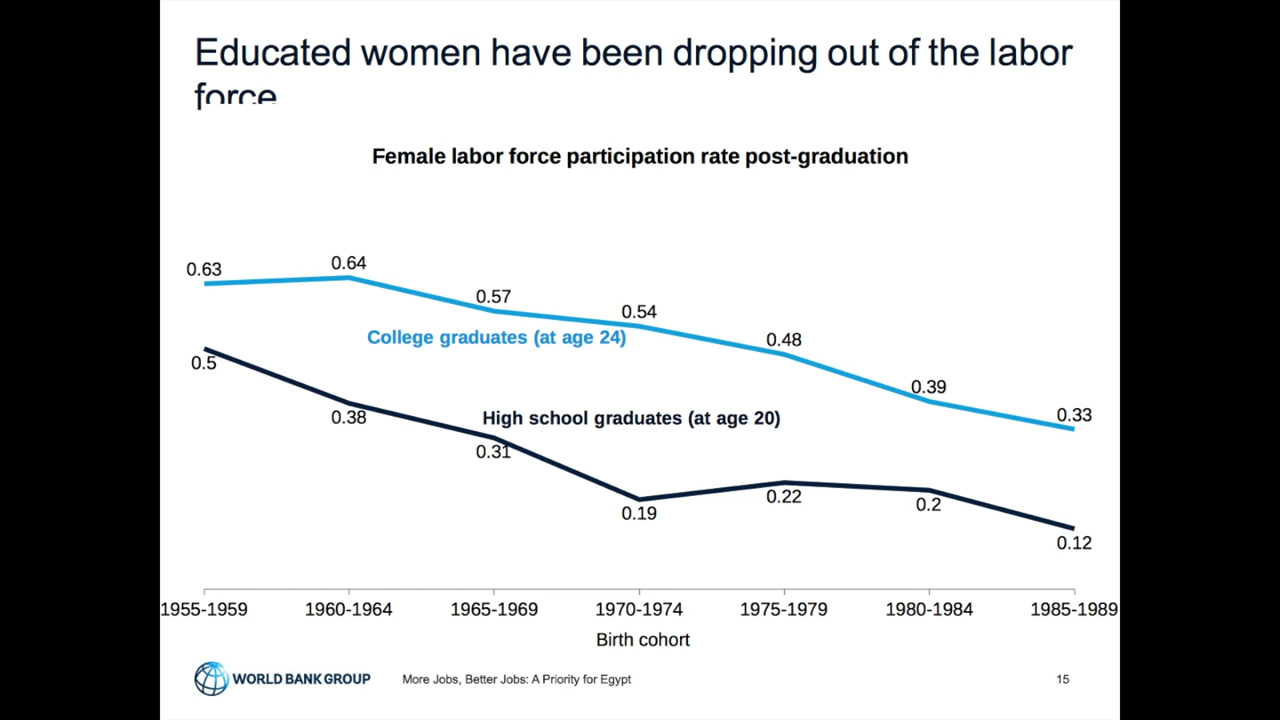 Educated women have been dropping out of the labor
force
Female labor force participation rate post-graduation
0.63
0.64
0.57
0.54
0.48
0.39
0.33
College graduates (at age 24)
0.5
0.38
0.31
0.19
0.22
0.2
0.12
High school graduates (at age 20)
1955-1959 1960-1964 1965-1969 1970-1974 1975-1979 1980-1984 1985-1989
Birth cohort
WORLD BANK GROUP More Jobs, Better Jobs: A Priority for Egypt 15